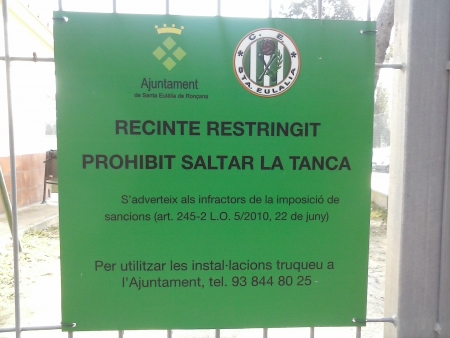 Ajuntament
de Santa Eulàlia de Ronçana
C. E.
STA. EULALIA
RECINTE RESTRINGIT
PROHIBIT SALTAR LA TANCA
S'adverteix als infractors de la imposició de
sancions (art. 245-2 L.O. 5/2010, 22 de juny)
Per utilitzar les instal·lacions truqueu a
l'Ajuntament, tel. 93 844 80 25